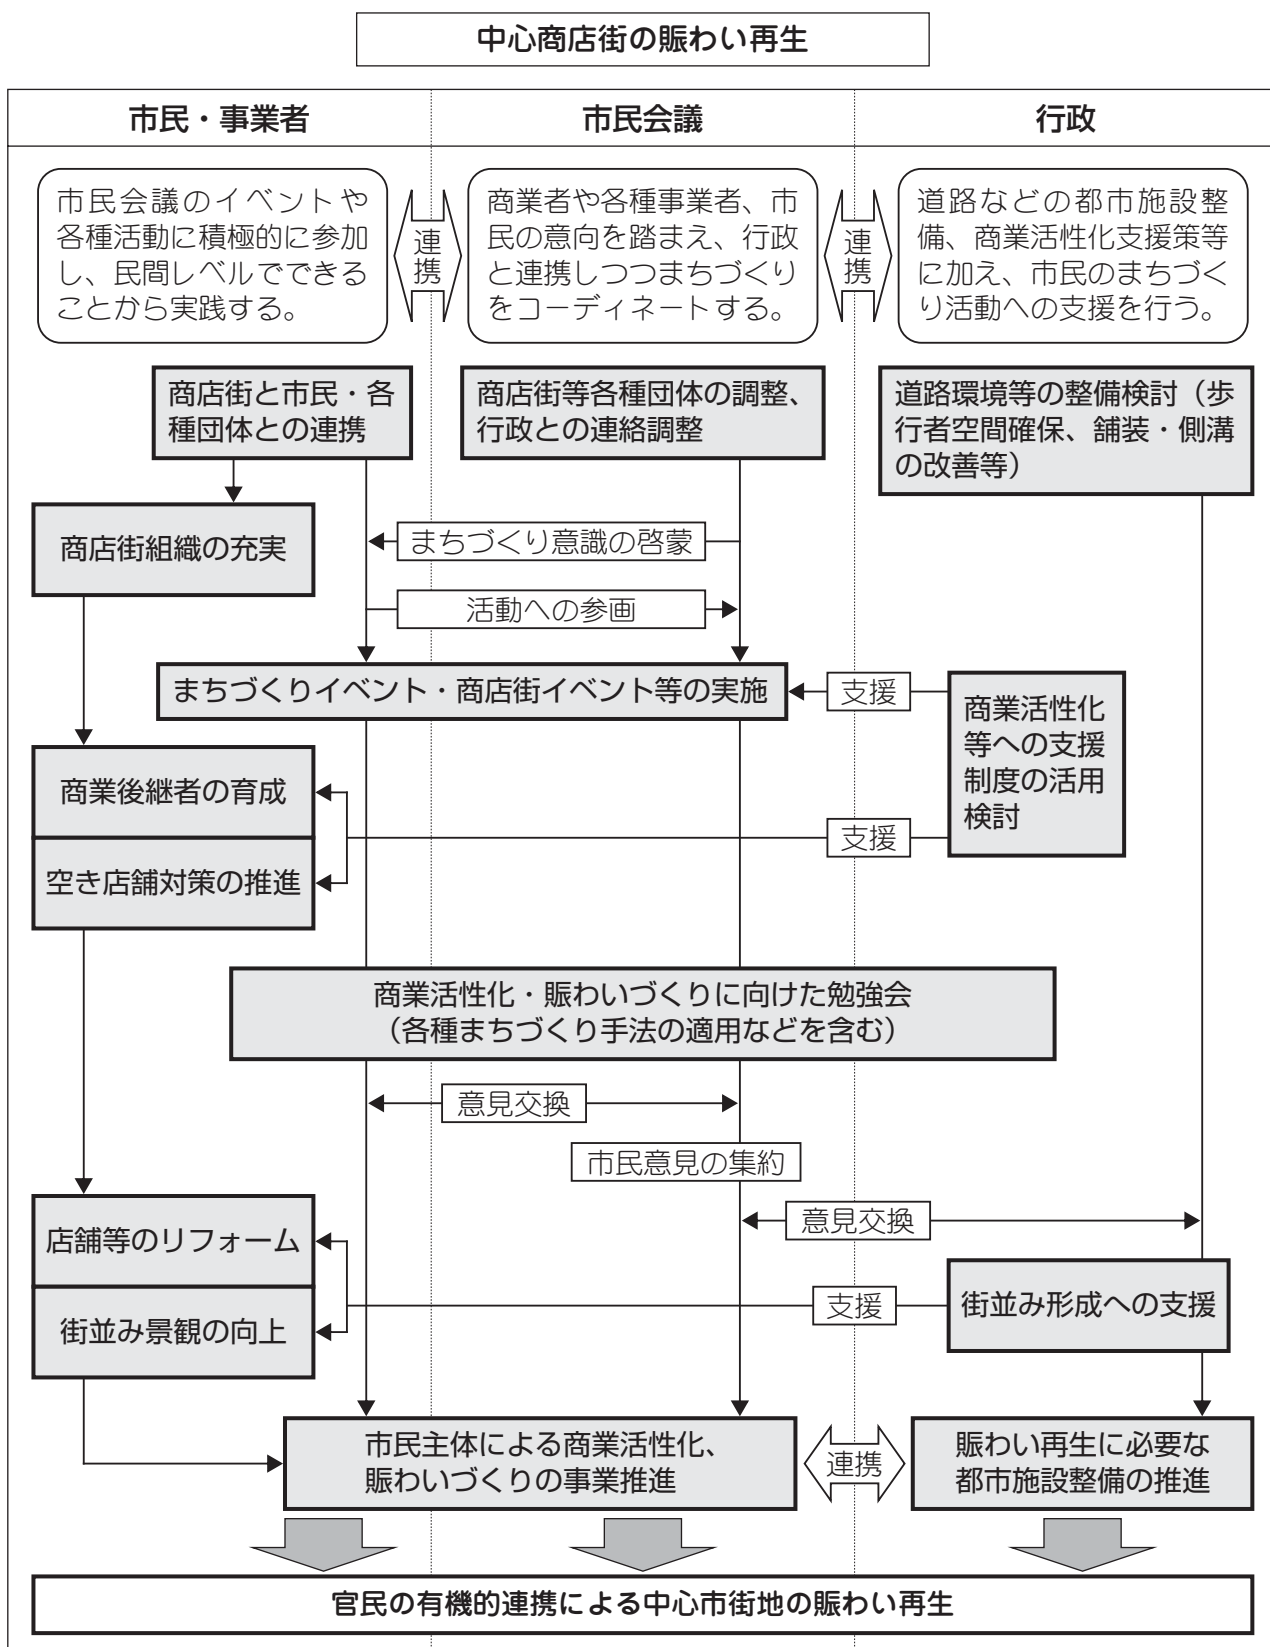 中心商店街の賑わい再生
市民・事業者
市民会議
行政
市民会議のイベントや
各種活動に積極的に参加
し、民間レベルでできる
ことから実践する。
連携
商業者や各種事業者、市
民の意向を踏まえ、行政
と連携しつつまちづくり
をコーディネートする。
連携
道路などの都市施設整
備、商業活性化支援策等
に加え、市民のまちづく
り活動への支援を行う。
商店街と市民・各
種団体との連携
商店街等各種団体の調整、
行政との連絡調整
道路環境等の整備検討（歩
行者空間確保、舗装・側溝
の改善等）
商店街組織の充実
まちづくり意識の啓蒙
活動への参画
まちづくりイベント・商店街イベント等の実施
支援
商業活性化
等への支援
制度の活用
検討
商業後継者の育成
支援
空き店舗対策の推進
商業活性化・賑わいづくりに向けた勉強会
（各種まちづくり手法の適用などを含む）
意見交換
市民意見の集約
意見交換
店舗等のリフォーム
支援
街並み形成への支援
街並み景観の向上
市民主体による商業活性化、
賑わいづくりの事業推進
連携
賑わい再生に必要な
都市施設整備の推進
官民の有機的連携による中心市街地の賑わい再生